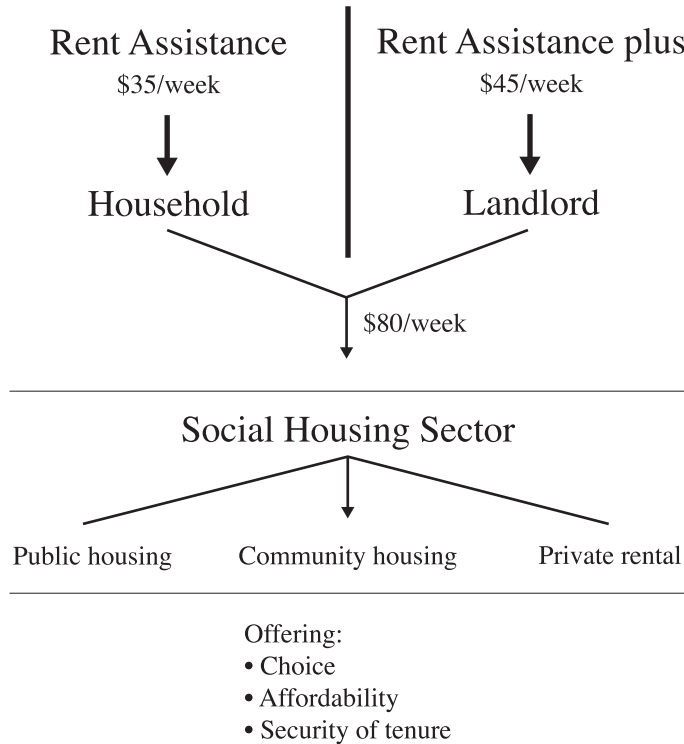 Rent Assistance
$35/week
Rent Assistance plus
$45/week
Household
Landlord
$80/week
Social Housing Sector
Public housing
Community housing
Private rental
Offering:
• Choice
• Affordability
• Security of tenure